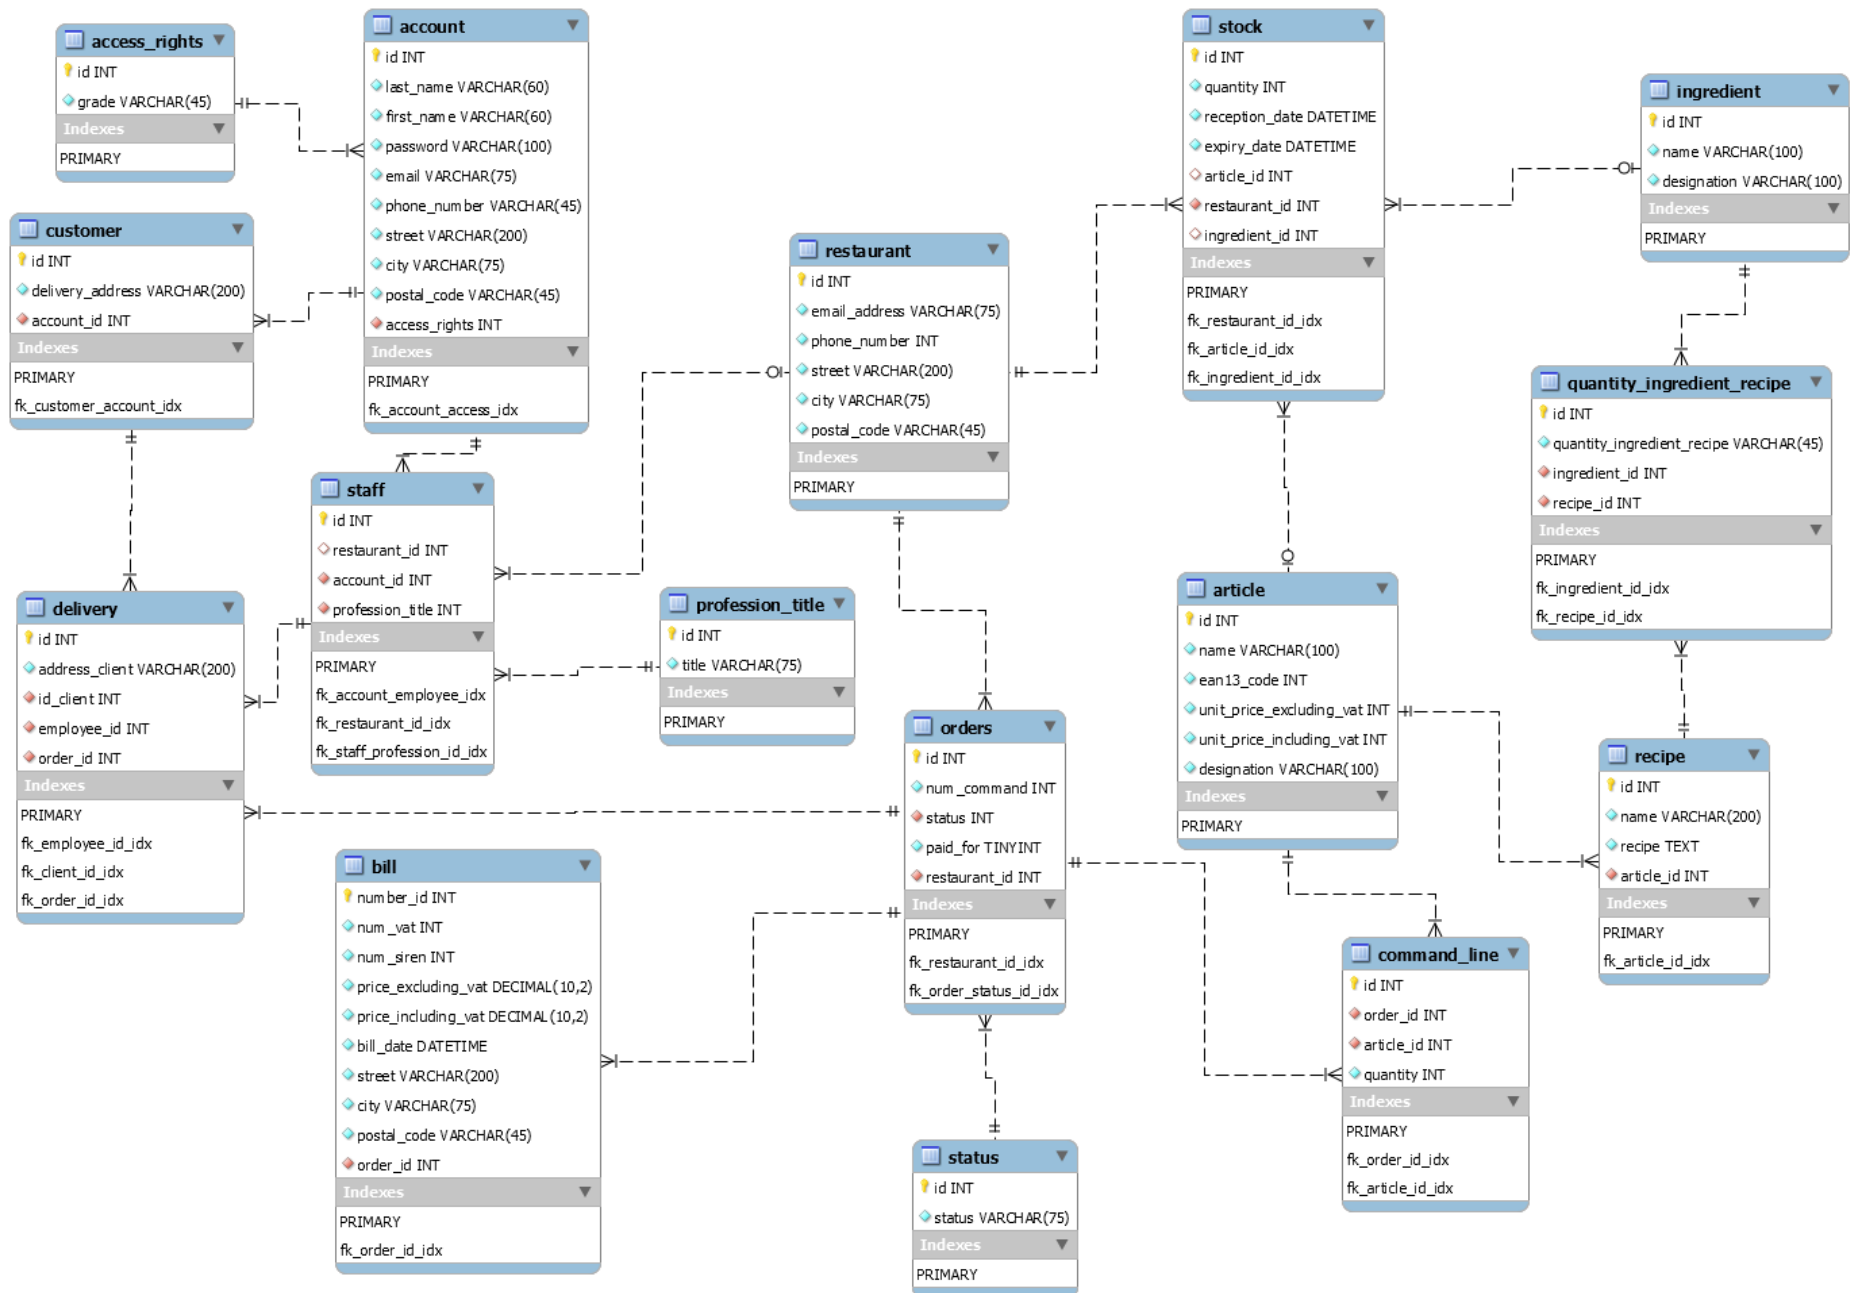 access_rights
id INT
grade VARCHAR(45)
Indexes
PRIMARY
account
id INT
last_name VARCHAR(60)
first_name VARCHAR(60)
password VARCHAR(100)
email VARCHAR(75)
phone_number VARCHAR(45)
street VARCHAR(200)
city VARCHAR(75)
postal_code VARCHAR(45)
access_rights INT
Indexes
PRIMARY
fk_account_access_idx
stock
id INT
quantity INT
reception_date DATETIME
expiry_date DATETIME
article_id INT
restaurant_id INT
ingredient_id INT
Indexes
PRIMARY
fk_restaurant_id_idx
fk_article_id_idx
fk_ingredient_id_idx
ingredient
id INT
name VARCHAR(100)
designation VARCHAR(100)
Indexes
PRIMARY
customer
id INT
delivery_address VARCHAR(200)
account_id INT
Indexes
PRIMARY
fk_customer_account_idx
restaurant
id INT
email_address VARCHAR(75)
phone_number INT
street VARCHAR(200)
city VARCHAR(75)
postal_code VARCHAR(45)
Indexes
PRIMARY
quantity_ingredient_recipe
id INT
quantity_ingredient_recipe VARCHAR(45)
ingredient_id INT
recipe_id INT
Indexes
PRIMARY
fk_ingredient_id_idx
fk_recipe_id_idx
staff
id INT
restaurant_id INT
account_id INT
profession_title INT
Indexes
PRIMARY
fk_account_employee_idx
fk_restaurant_id_idx
fk_staff_profession_id_idx
delivery
id INT
address_client VARCHAR(200)
id_client INT
employee_id INT
order_id INT
Indexes
PRIMARY
fk_employee_id_idx
fk_client_id_idx
fk_order_id_idx
profession_title
id INT
title VARCHAR(75)
Indexes
PRIMARY
article
id INT
name VARCHAR(100)
ean13_code INT
unit_price_excluding_vat INT
unit_price_including_vat INT
designation VARCHAR(100)
Indexes
PRIMARY
orders
id INT
num_command INT
status INT
paid_for TINYINT
restaurant_id INT
Indexes
PRIMARY
fk_restaurant_id_idx
fk_order_status_id_idx
recipe
id INT
name VARCHAR(200)
recipe TEXT
article_id INT
Indexes
PRIMARY
fk_article_id_idx
bill
number_id INT
num_vat INT
num_siren INT
price_excluding_vat DECIMAL(10,2)
price_including_vat DECIMAL(10,2)
bill_date DATETIME
street VARCHAR(200)
city VARCHAR(75)
postal_code VARCHAR(45)
order_id INT
Indexes
PRIMARY
fk_order_id_idx
command_line
id INT
order_id INT
article_id INT
quantity INT
Indexes
PRIMARY
fk_order_id_idx
fk_article_id_idx
status
id INT
status VARCHAR(75)
Indexes
PRIMARY